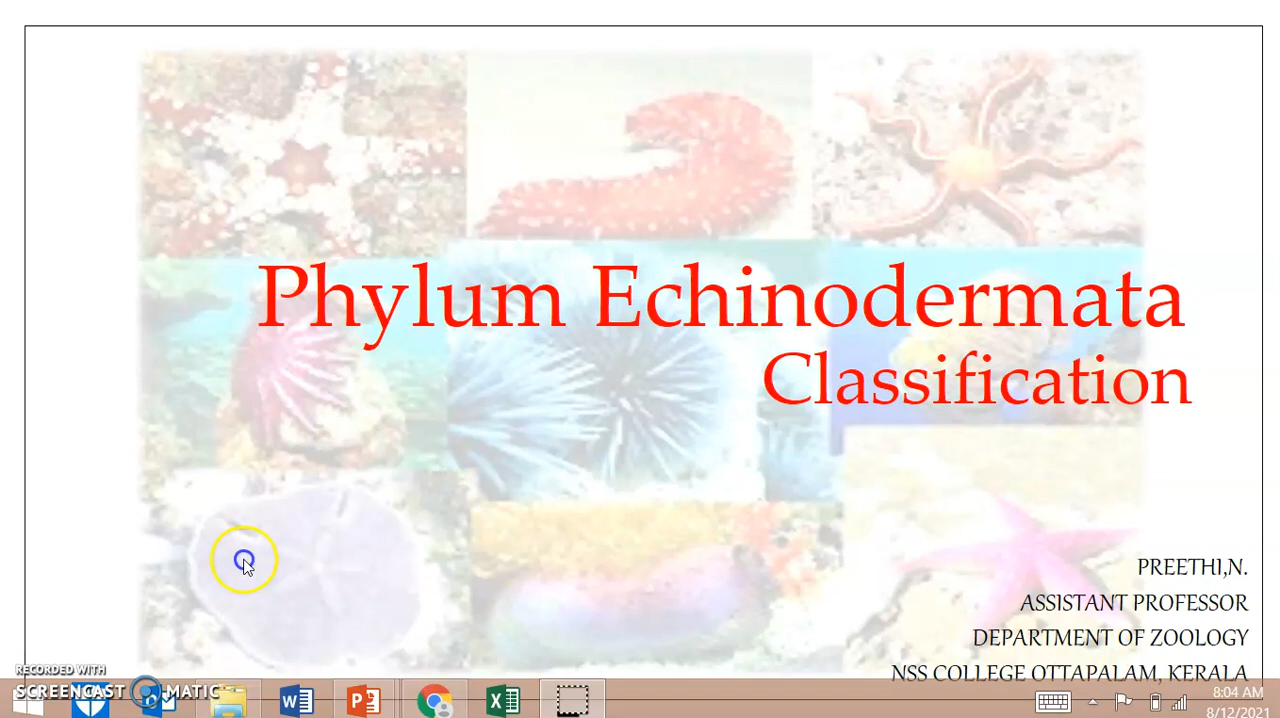 Phylum Echinodermata
Classification
PREETHI,N.
ASSISTANT PROFESSOR
DEPARTMENT OF ZOOLOGY
NSS COLLEGE OTTAPALAM, KERALA
RECORDED WITH
SCREENCAST MATIC
8:04 AM
8/12/2021